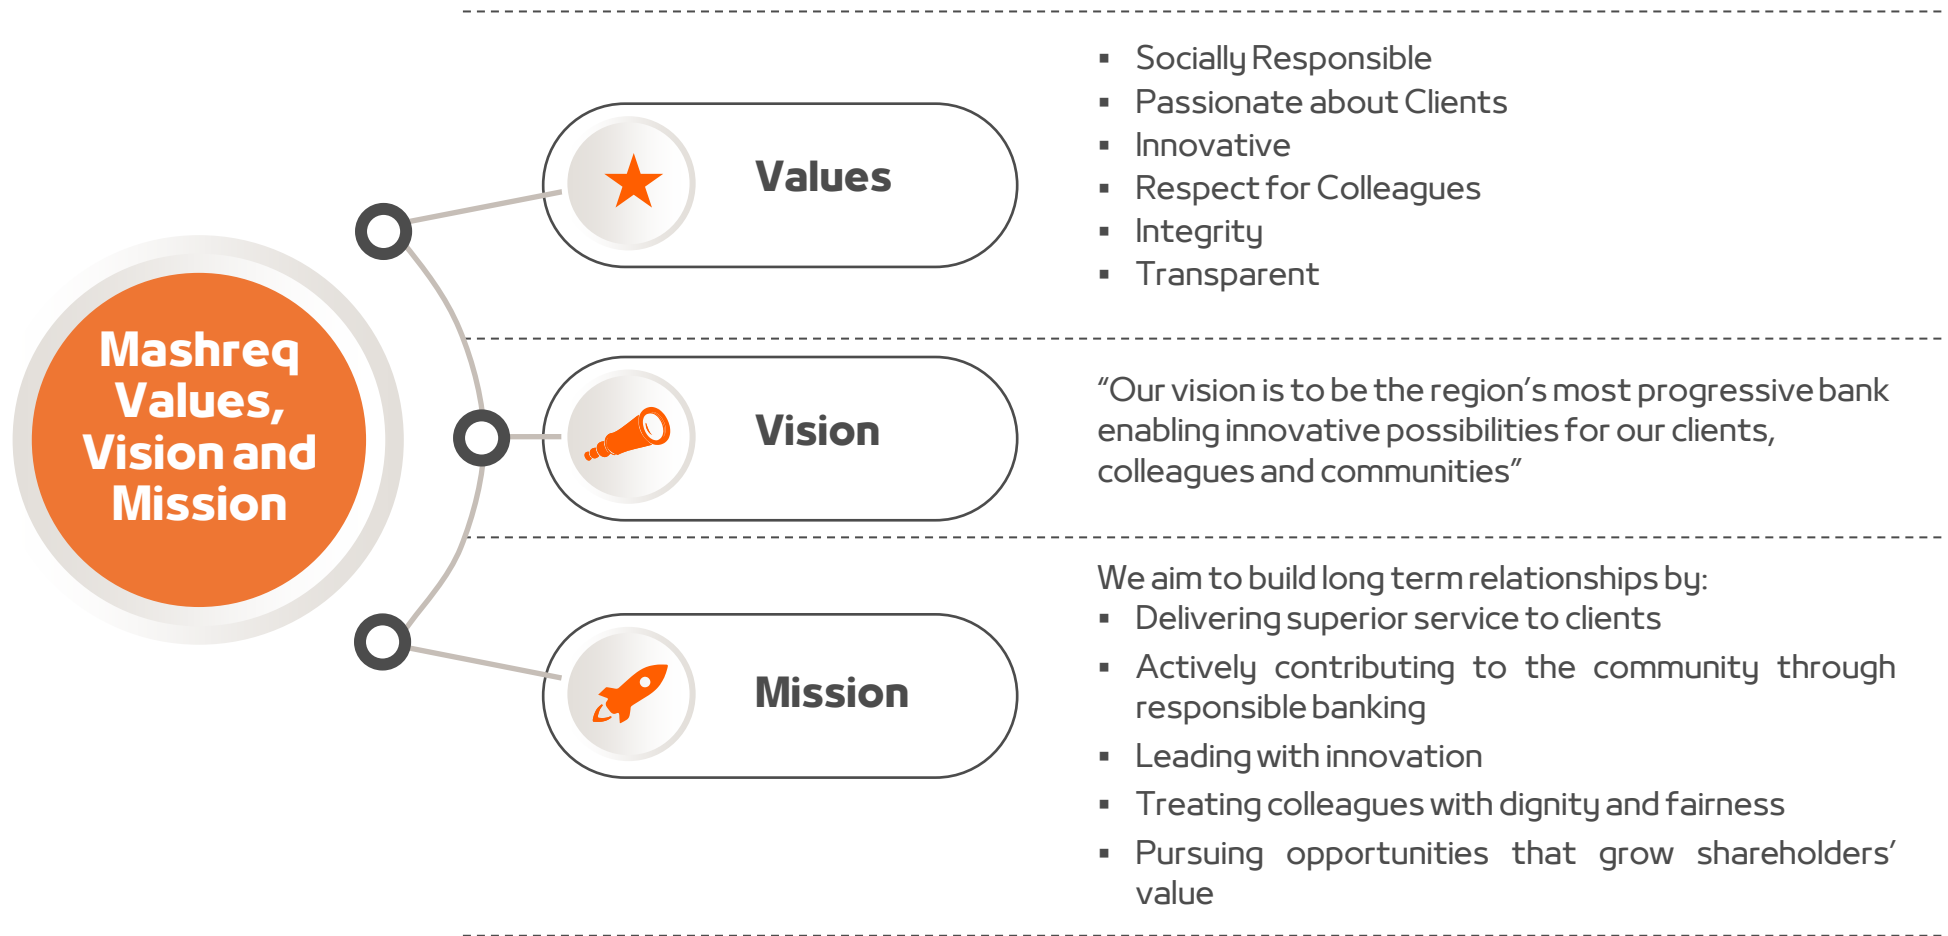 Mashreq
Values,
Vision and
Mission
Values
▪ Socially Responsible
▪ Passionate about Clients
▪ Innovative
▪ Respect for Colleagues
▪ Integrity
▪ Transparent
Vision
“Our vision is to be the region’s most progressive bank
enabling innovative possibilities for our clients,
colleagues and communities”
Mission
We aim to build long term relationships by:
▪ Delivering superior service to clients
▪ Actively contributing to the community through
responsible banking
▪ Leading with innovation
▪ Treating colleagues with dignity and fairness
▪ Pursuing opportunities that grow shareholders’
value